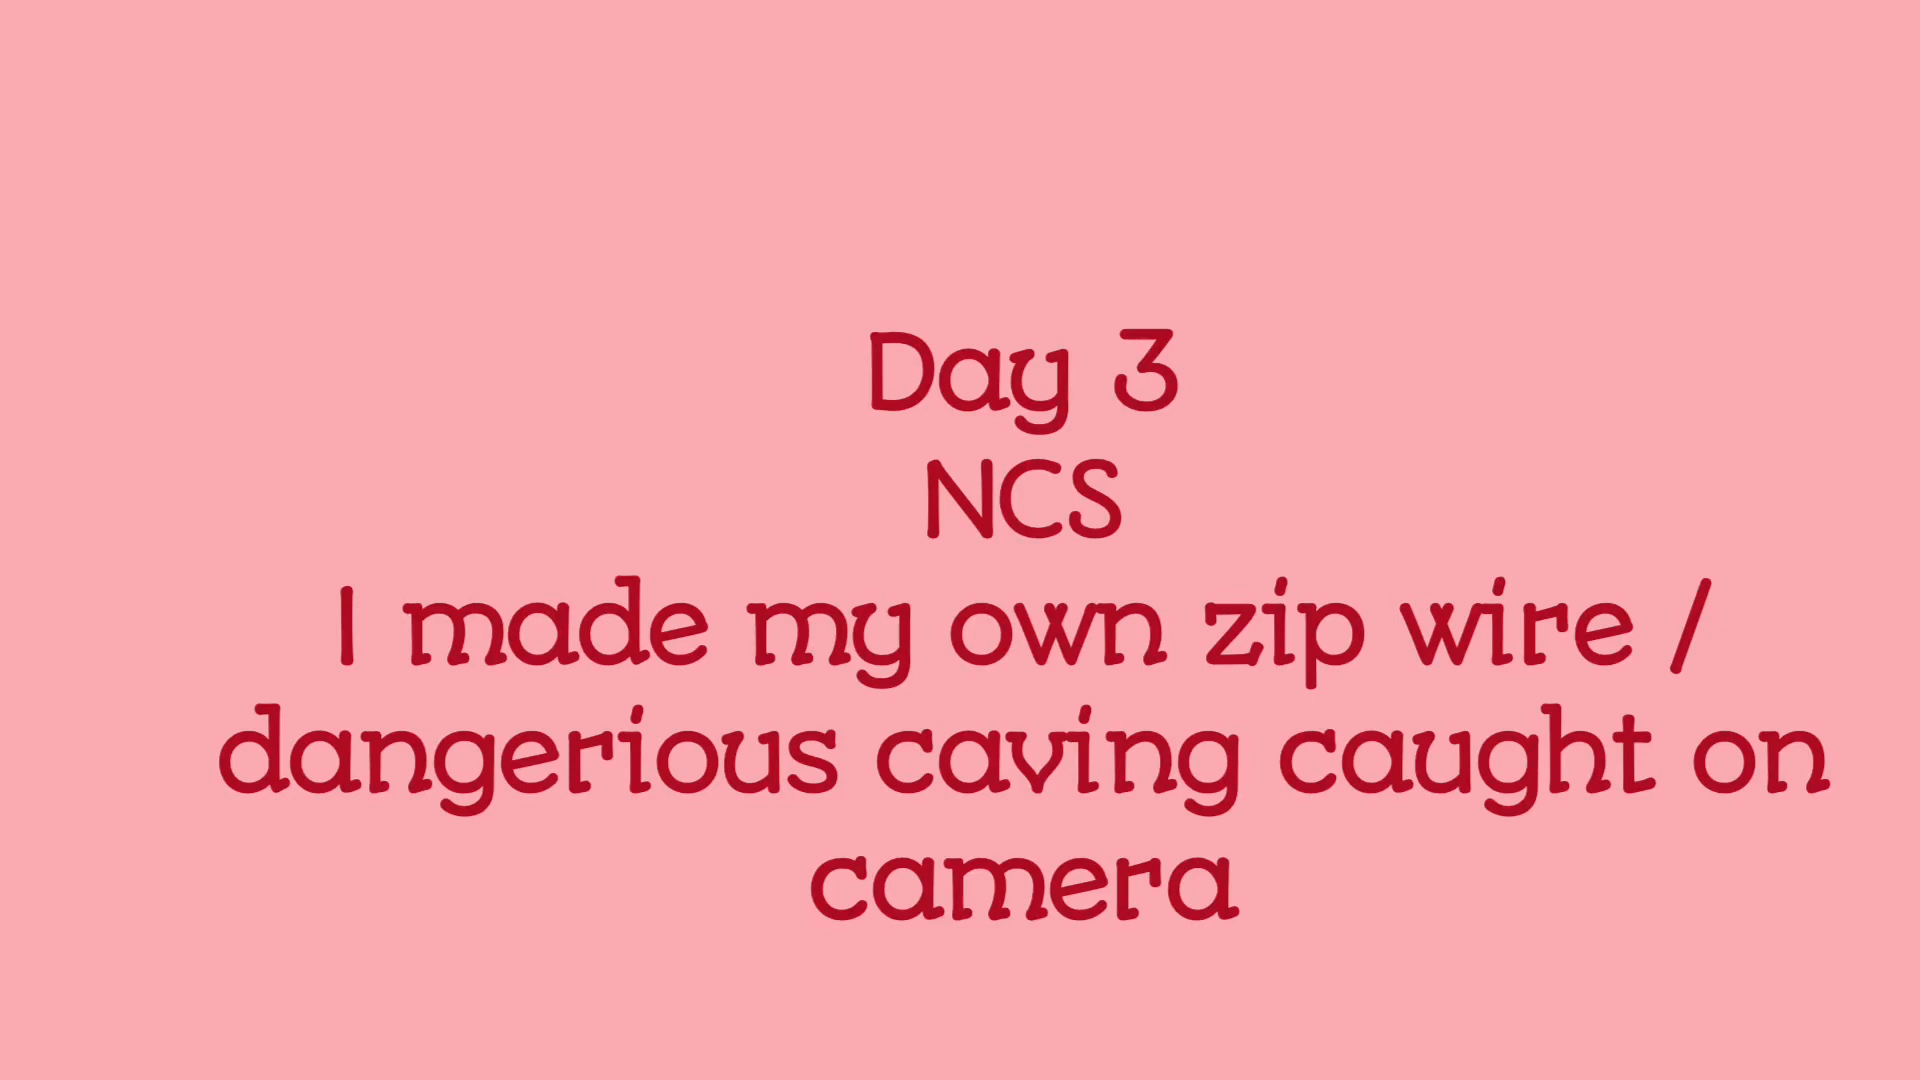 Day 3
NCS
I made my own zip wire /
dangerious caving caught on
camera